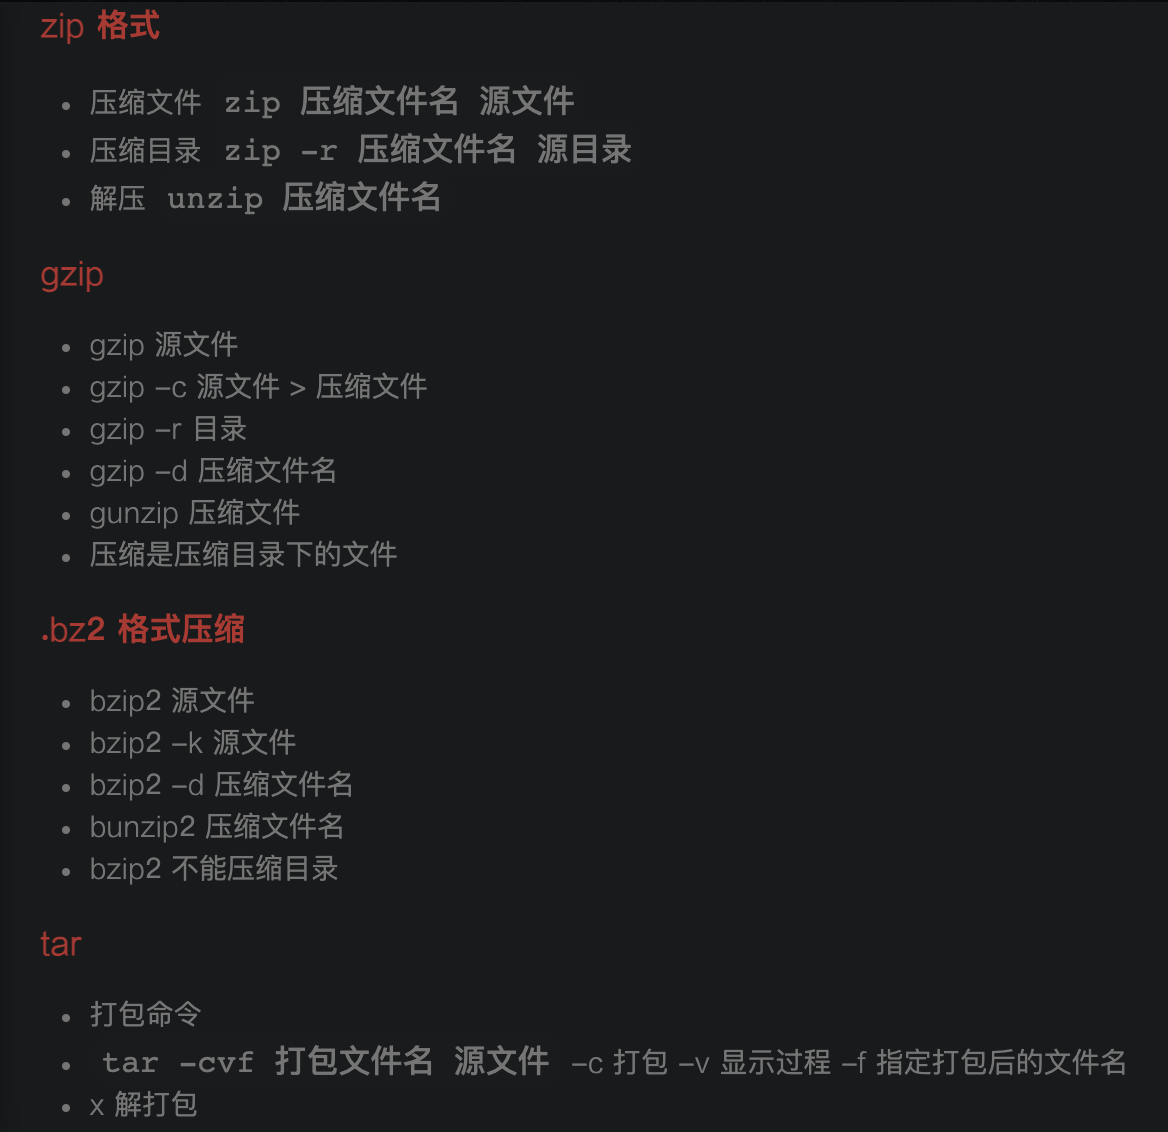 zip 格式
压缩文件 zip 压缩文件名 源文件
压缩目录 zip -r 压缩文件名 源目录
解压 unzip 压缩文件名
gzip
gzip -c 源文件 > 压缩文件
gzip 源文件
gzip -r 目录
gzip -d 压缩文件名
gunzip 压缩文件
压缩是压缩目录下的文件
.bz2 格式压缩
bzip2 源文件
bzip2 -k 源文件
bzip2 -d 压缩文件名
bunzip2 压缩文件名
bzip2 不能压缩目录
tar
打包命令
tar -cvf 打包文件名 源文件 -c 打包 -v 显示过程 -f 指定打包后的文件名
x 解打包